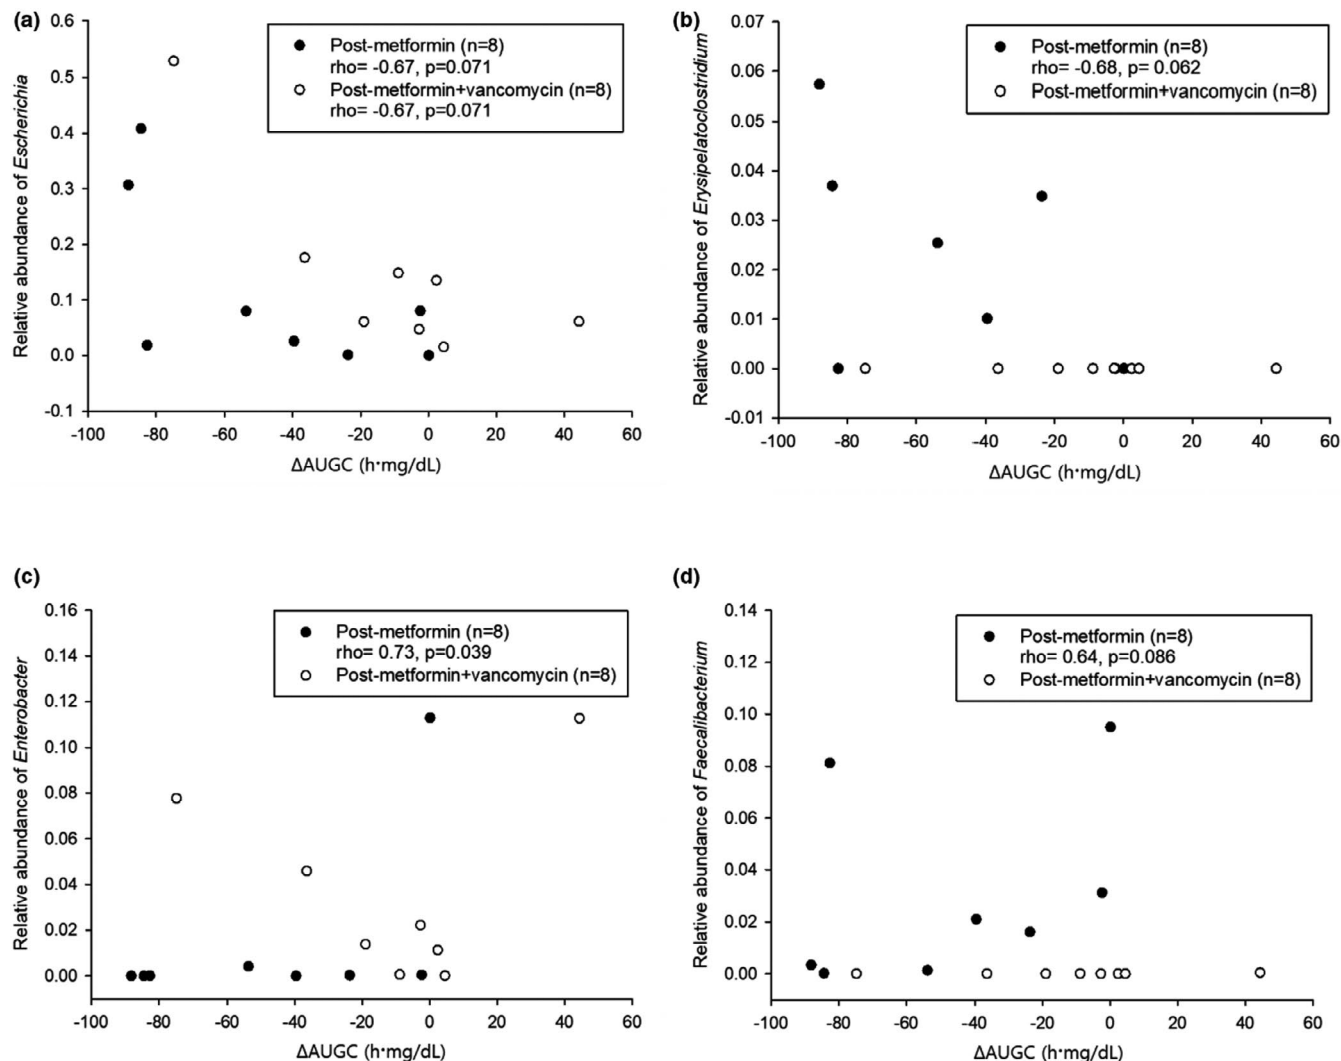 (a)
0.6
0.5
0.4
0.3
0.2
0.1
0.0
-0.1
Relative abundance of Escherichia
Post-metformin (n=8)
rho= -0.67, p=0.071
Post-metformin+vancomycin (n=8)
rho= -0.67, p=0.071
-100 -80 -60 -40 -20 0 20 40 60
ΔAUGC (h·mg/dL)
(b)
0.07
0.06
0.05
0.04
0.03
0.02
0.01
0.00
-0.01
Relative abundance of Erysipelatoclostridium
Post-metformin (n=8)
rho= -0.68, p= 0.062
Post-metformin+vancomycin (n=8)
-100 -80 -60 -40 -20 0 20 40 60
ΔAUGC (h·mg/dL)
(c)
0.16
0.14
0.12
0.10
0.08
0.06
0.04
0.02
0.00
Relative abundance of Enterobacter
Post-metformin (n=8)
rho= 0.73, p=0.039
Post-metformin+vancomycin (n=8)
-100 -80 -60 -40 -20 0 20 40 60
ΔAUGC (h·mg/dL)
(d)
0.14
0.12
0.10
0.08
0.06
0.04
0.02
0.00
Relative abundance of Faecalibacterium
Post-metformin (n=8)
rho= 0.64, p=0.086
Post-metformin+vancomycin (n=8)
-100 -80 -60 -40 -20 0 20 40 60
ΔAUGC (h·mg/dL)